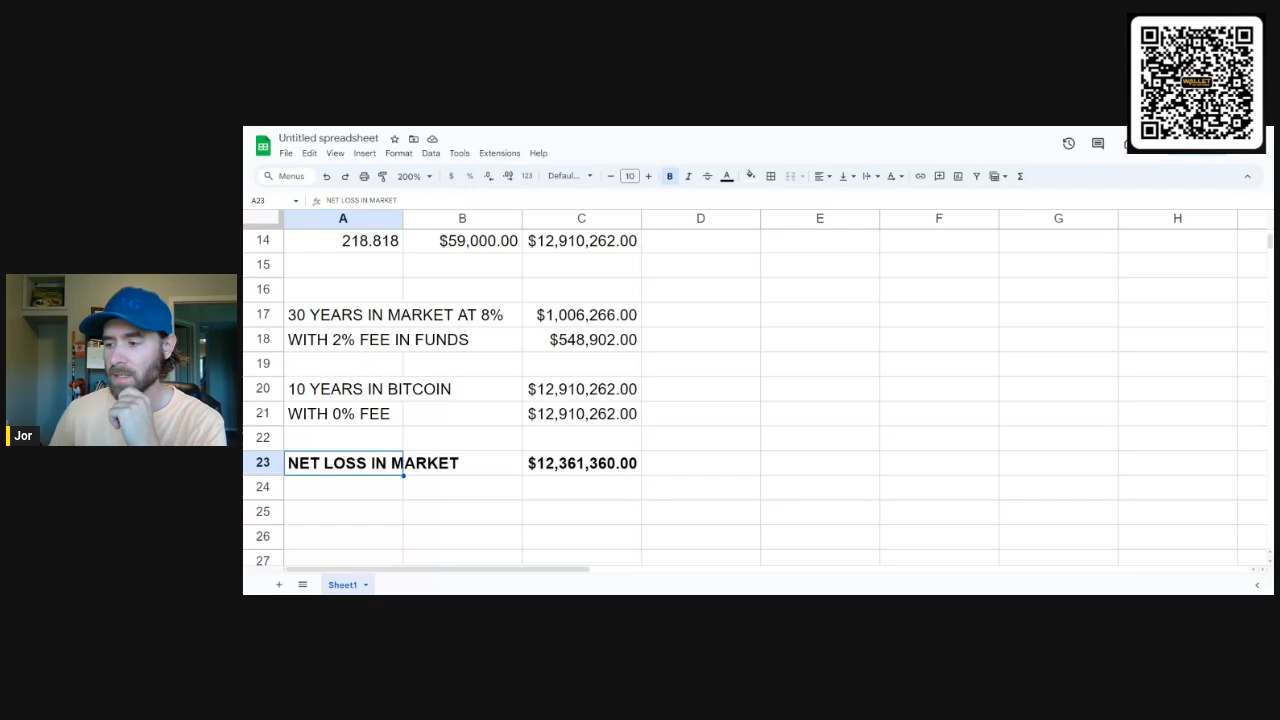 WALLET
Untitled spreadsheet
File Edit View Insert Format Data Tools Extensions Help
Menus 200% $ % .0 .00 123 Defaul... 10 B I A Σ
A23 fx NET LOSS IN MARKET
A B C D E F G H
14 218.818 $59,000.00 $12,910,262.00
15
16
17 30 YEARS IN MARKET AT 8% $1,006,266.00
18 WITH 2% FEE IN FUNDS $548,902.00
19
20 10 YEARS IN BITCOIN $12,910,262.00
21 WITH 0% FEE $12,910,262.00
22
23 NET LOSS IN MARKET $12,361,360.00
24
25
26
27
Jor
Sheet1